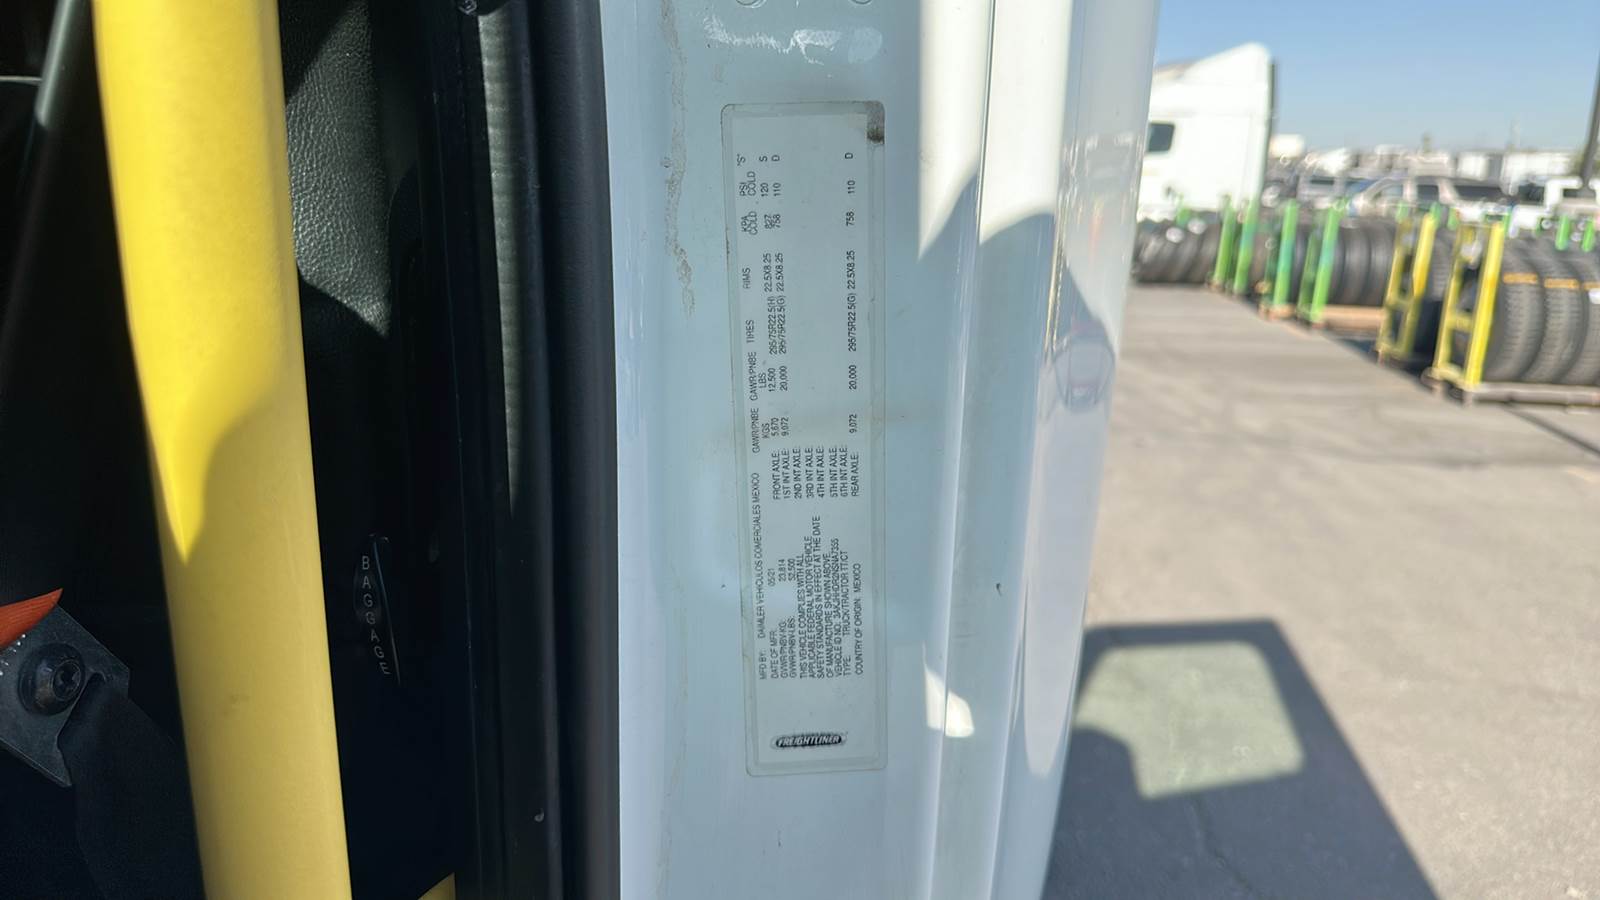 BAGGAGE
FREIGHTLINER
MFD BY: DAIMLER VEHICULOS COMERCIALES MEXICO
DATE OF MFR: 05/21
GVWR/PNBV-KG: 23,814
GVWR/PNBV-LBS: 52,500
THIS VEHICLE COMPLIES WITH ALL
APPLICABLE FEDERAL MOTOR VEHICLE
SAFETY STANDARDS IN EFFECT AT THE DATE
OF MANUFACTURE SHOWN ABOVE.
VEHICLE ID NO.:
TYPE: TRUCK/TRACTOR TT/CT
COUNTRY OF ORIGIN: MEXICO
GAWR/PNBE KGS GAWR/PNBE LBS TIRES RIMS KPA COLD PSI COLD "S"
FRONT AXLE: 5,670 12,500 295/75R22.5(H) 22.5X8.25 827 120 S
1ST INT AXLE: 9,072 20,000 295/75R22.5(G) 22.5X8.25 758 110 D
2ND INT AXLE:
3RD INT AXLE:
4TH INT AXLE:
5TH INT AXLE:
6TH INT AXLE:
REAR AXLE: 9,072 20,000 295/75R22.5(G) 22.5X8.25 758 110 D